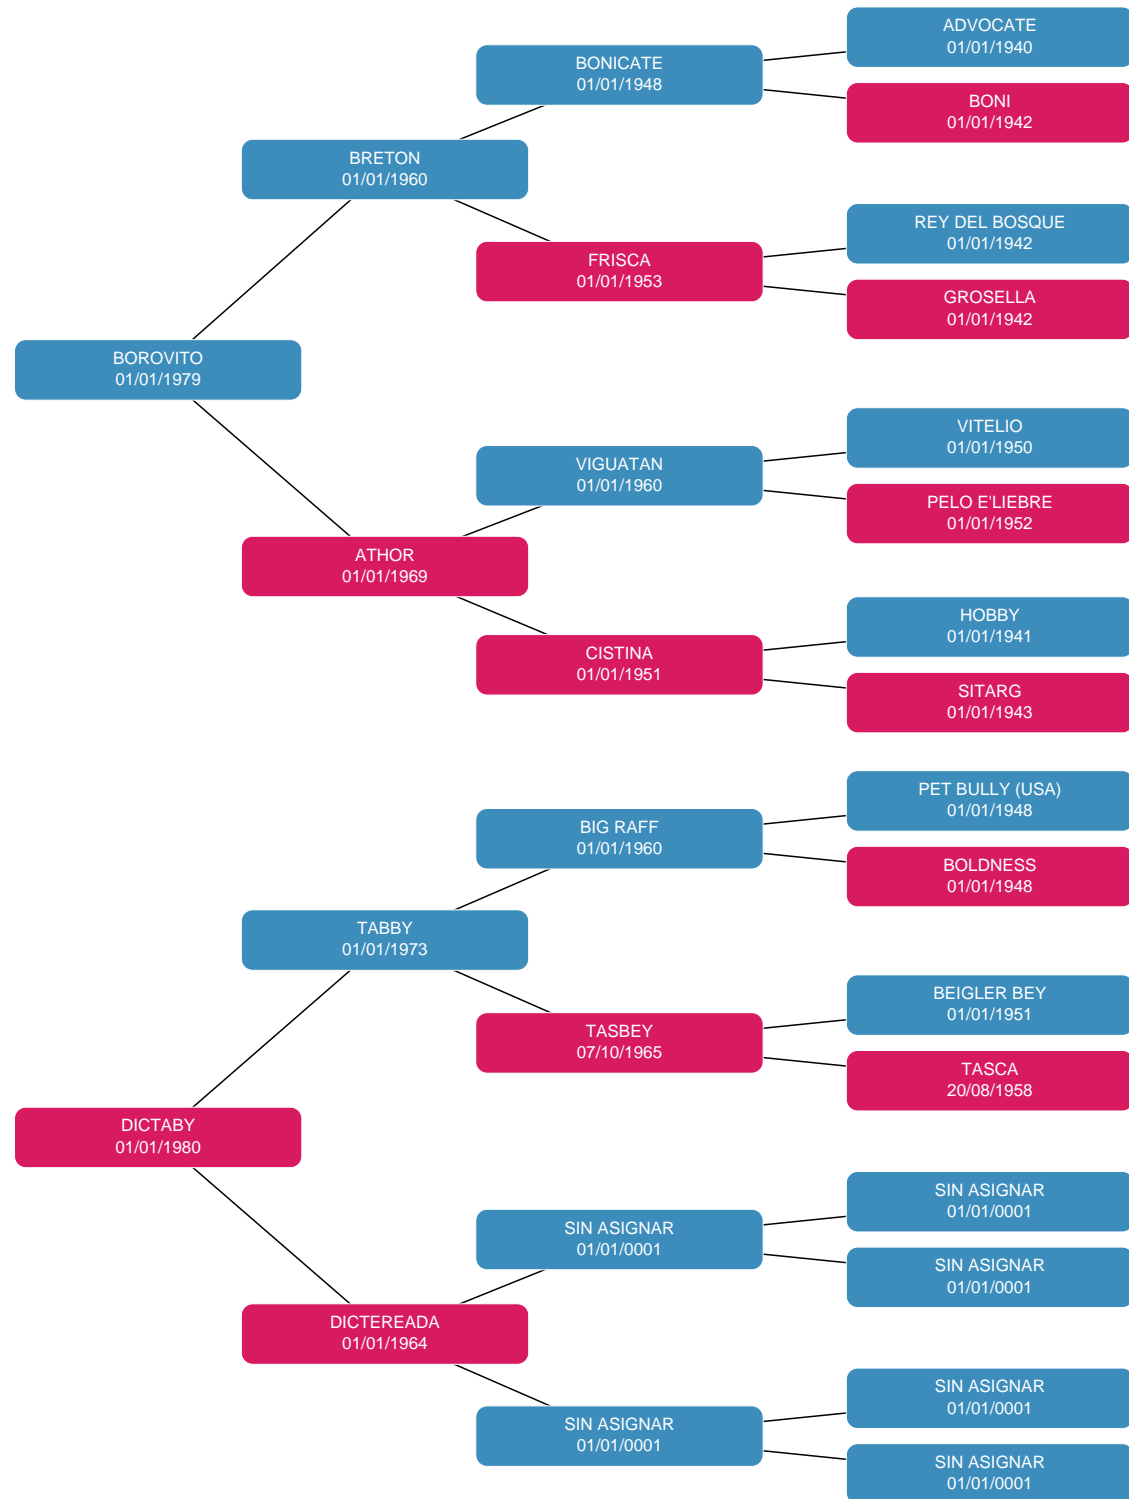 ADVOCATE
01/01/1940
BONICATE
01/01/1948
BONI
01/01/1942
BRETON
01/01/1960
REY DEL BOSQUE
01/01/1942
FRISCA
01/01/1953
GROSELLA
01/01/1942
BOROVITO
01/01/1979
VITELIO
01/01/1950
VIGUATAN
01/01/1960
PELO E'LIEBRE
01/01/1952
ATHOR
01/01/1969
HOBBY
01/01/1941
CISTINA
01/01/1951
SITARG
01/01/1943
PET BULLY (USA)
01/01/1948
BIG RAFF
01/01/1960
BOLDNESS
01/01/1948
TABBY
01/01/1973
BEIGLER BEY
01/01/1951
TASBEY
07/10/1965
TASCA
20/08/1958
DICTABY
01/01/1980
SIN ASIGNAR
01/01/0001
SIN ASIGNAR
01/01/0001
SIN ASIGNAR
01/01/0001
DICTEREADA
01/01/1964
SIN ASIGNAR
01/01/0001
SIN ASIGNAR
01/01/0001
SIN ASIGNAR
01/01/0001